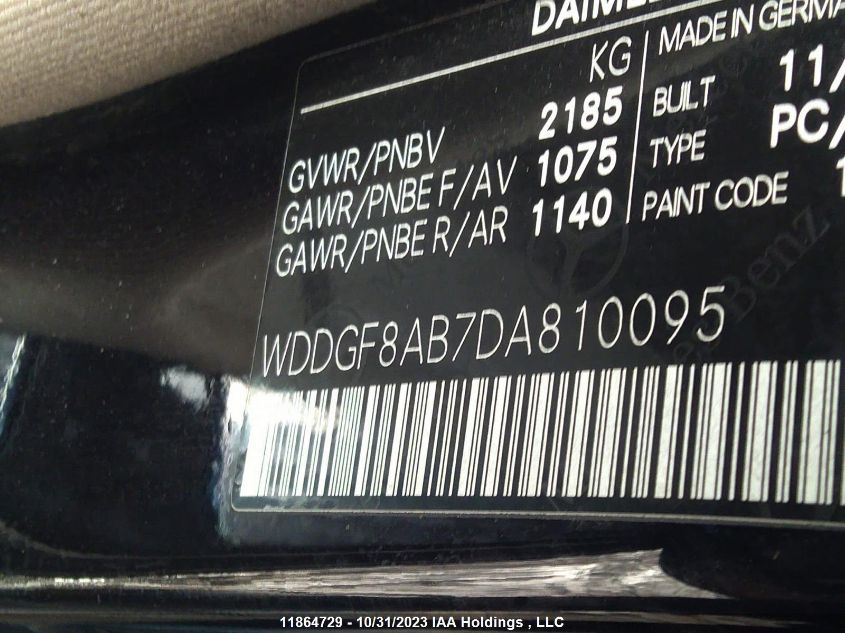 DAIMLE
KG MADE IN GERMA
GVWR/PNBV 2185 BUILT 11/
GAWR/PNBE F/AV 1075 TYPE PC/
GAWR/PNBE R/AR 1140 PAINT CODE 1
WDDGF8AB7DA810095
11864729 - 10/31/2023 IAA Holdings , LLC